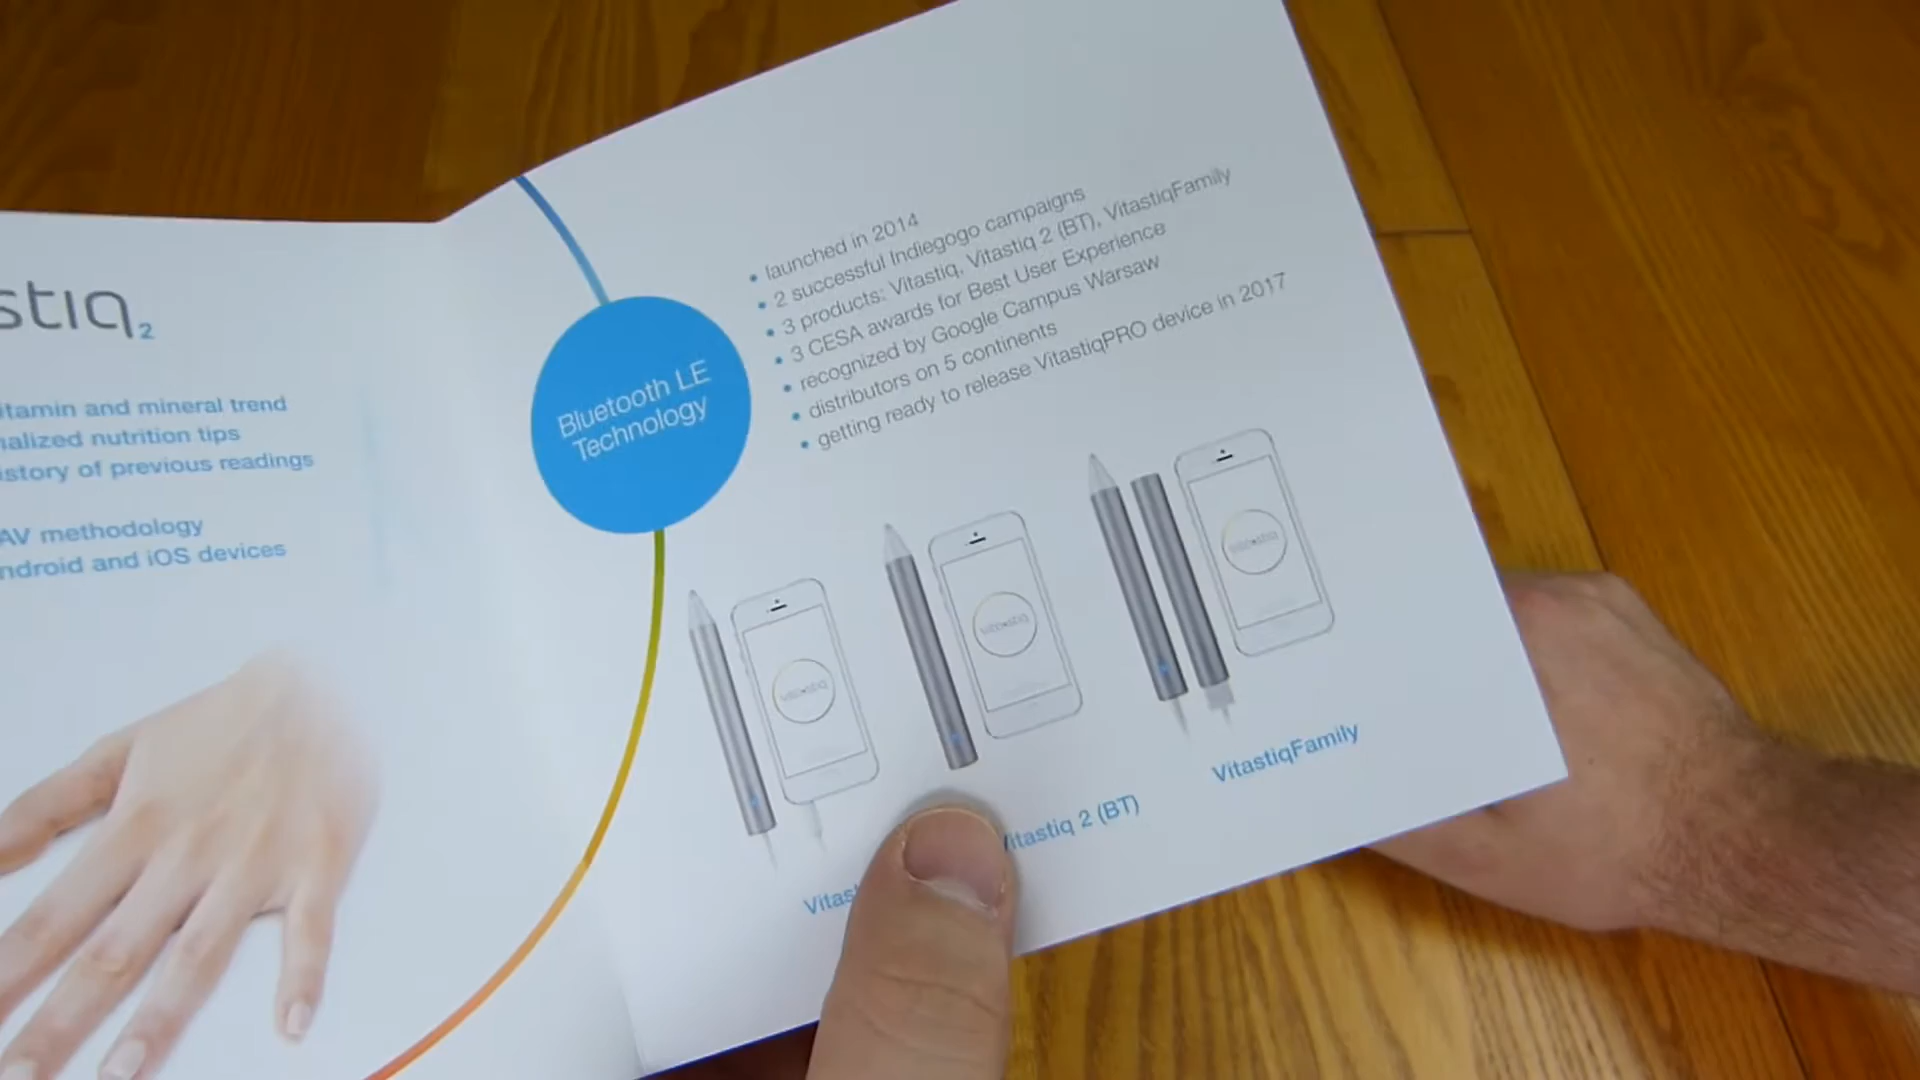 stıq2
itamin and mineral trend
nalized nutrition tips
istory of previous readings
AV methodology
ndroid and iOS devices
Bluetooth LE
Technology
• launched in 2014
• 2 successful Indiegogo campaigns
• 3 products: Vitastiq, Vitastiq 2 (BT), VitastiqFamily
• 3 CESA awards for Best User Experience
• recognized by Google Campus Warsaw
• distributors on 5 continents
• getting ready to release VitastiqPRO device in 2017
Vitas
Vitastiq 2 (BT)
VitastiqFamily